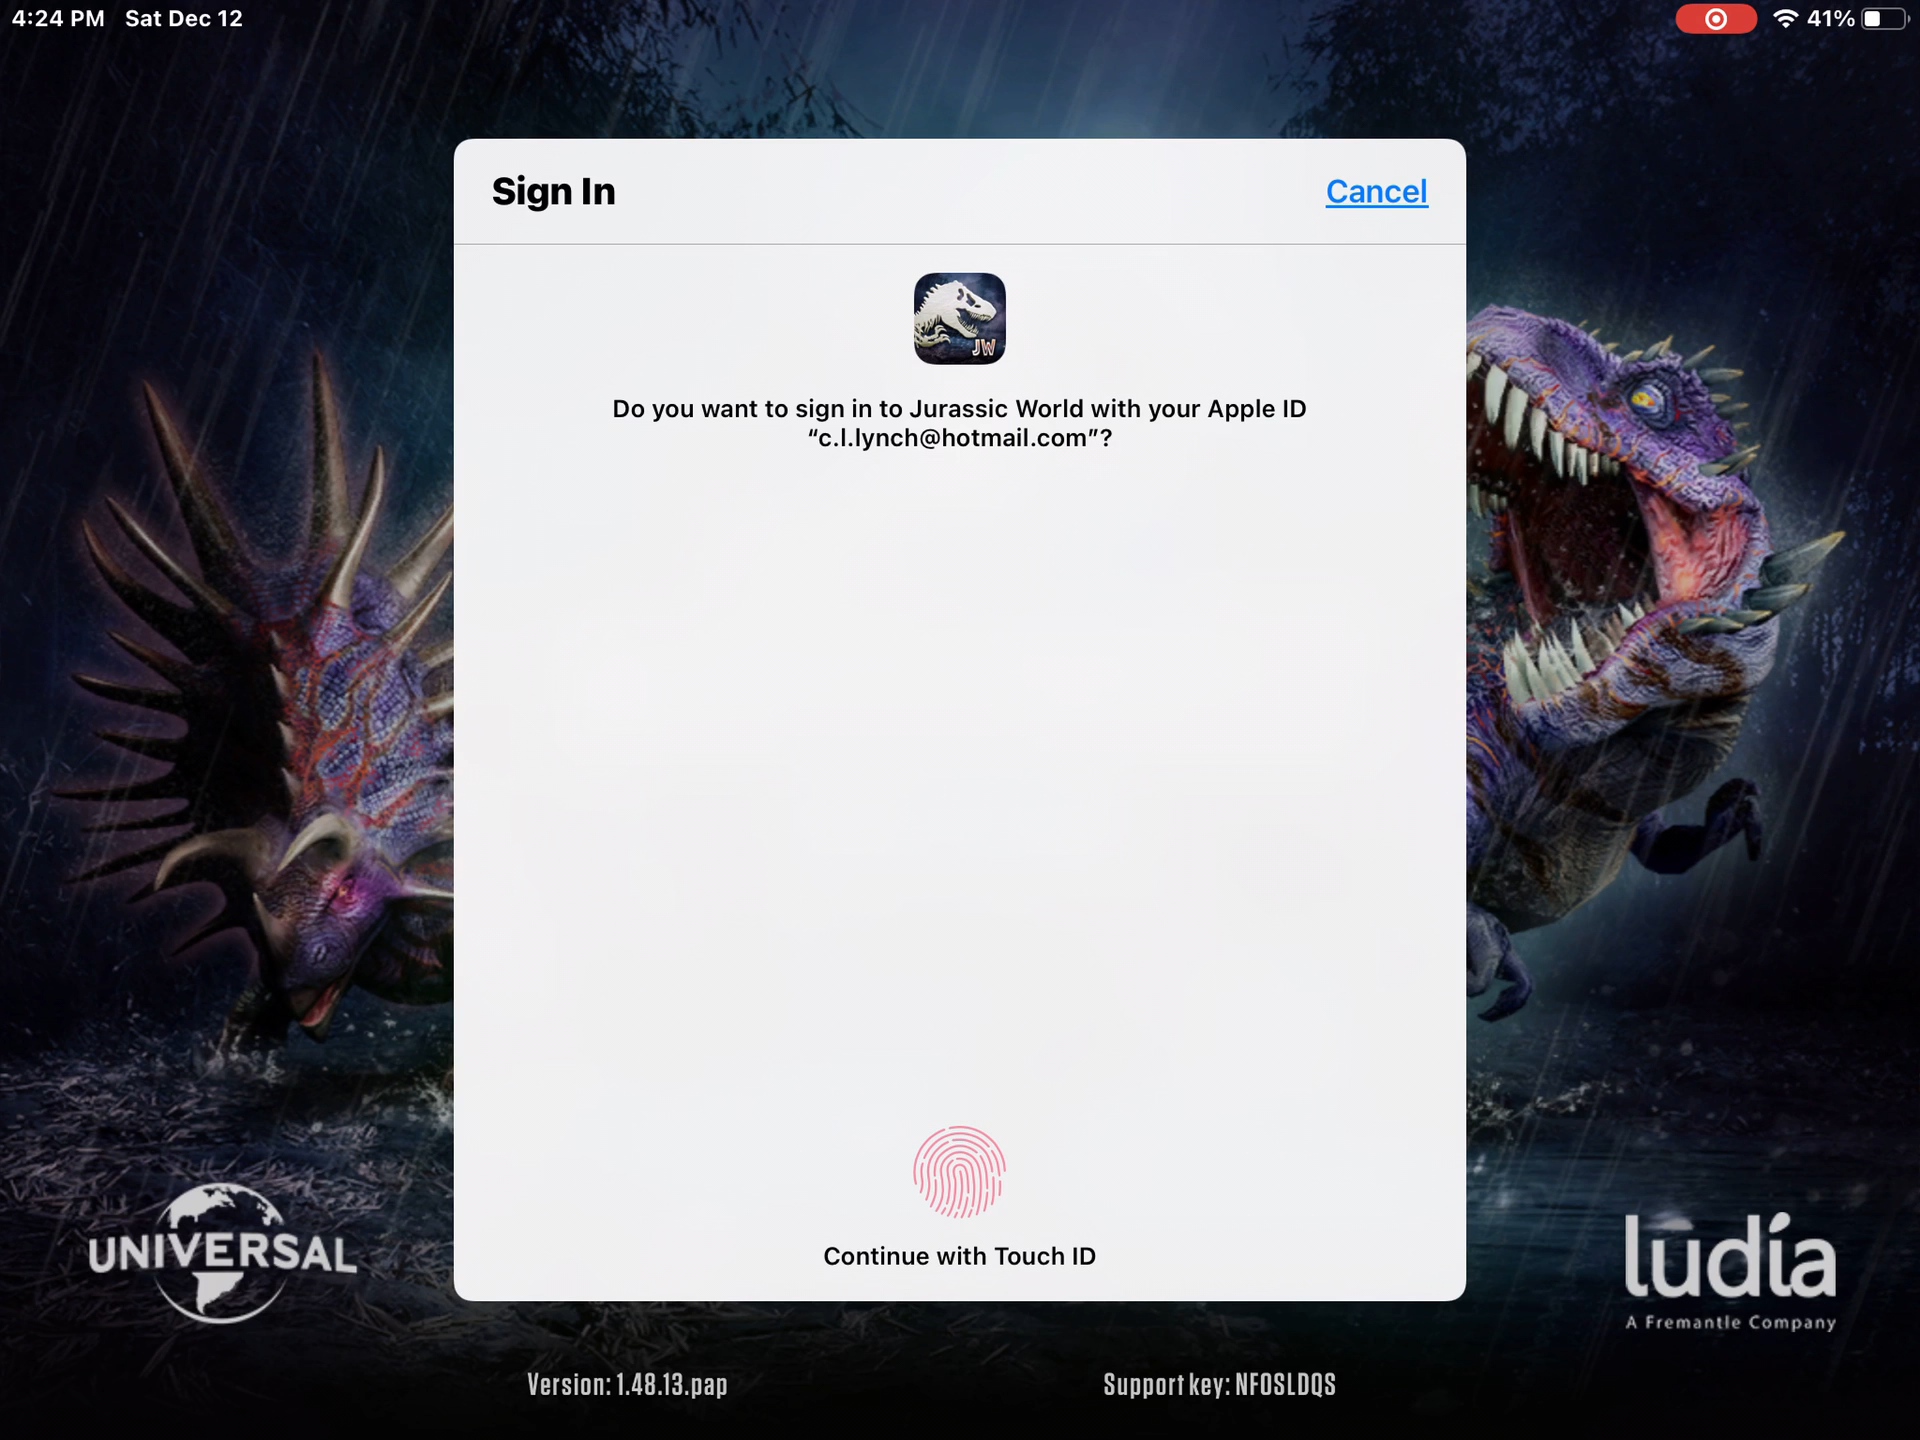 4:24 PM Sat Dec 12
41%
Sign In
Cancel
JW
Do you want to sign in to Jurassic World with your Apple ID
“c.l.lynch@hotmail.com”?
Continue with Touch ID
UNIVERSAL
ludia
A Fremantle Company
Version: 1.48.13.pap
Support key: NFOSLDQS